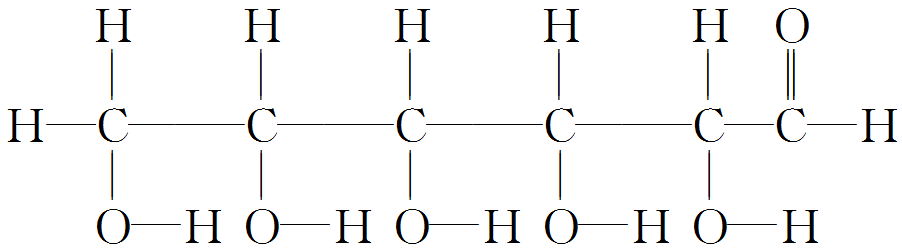 H H H H H O
H—C—C—C—C—C—C—H
O—H O—H O—H O—H O—H